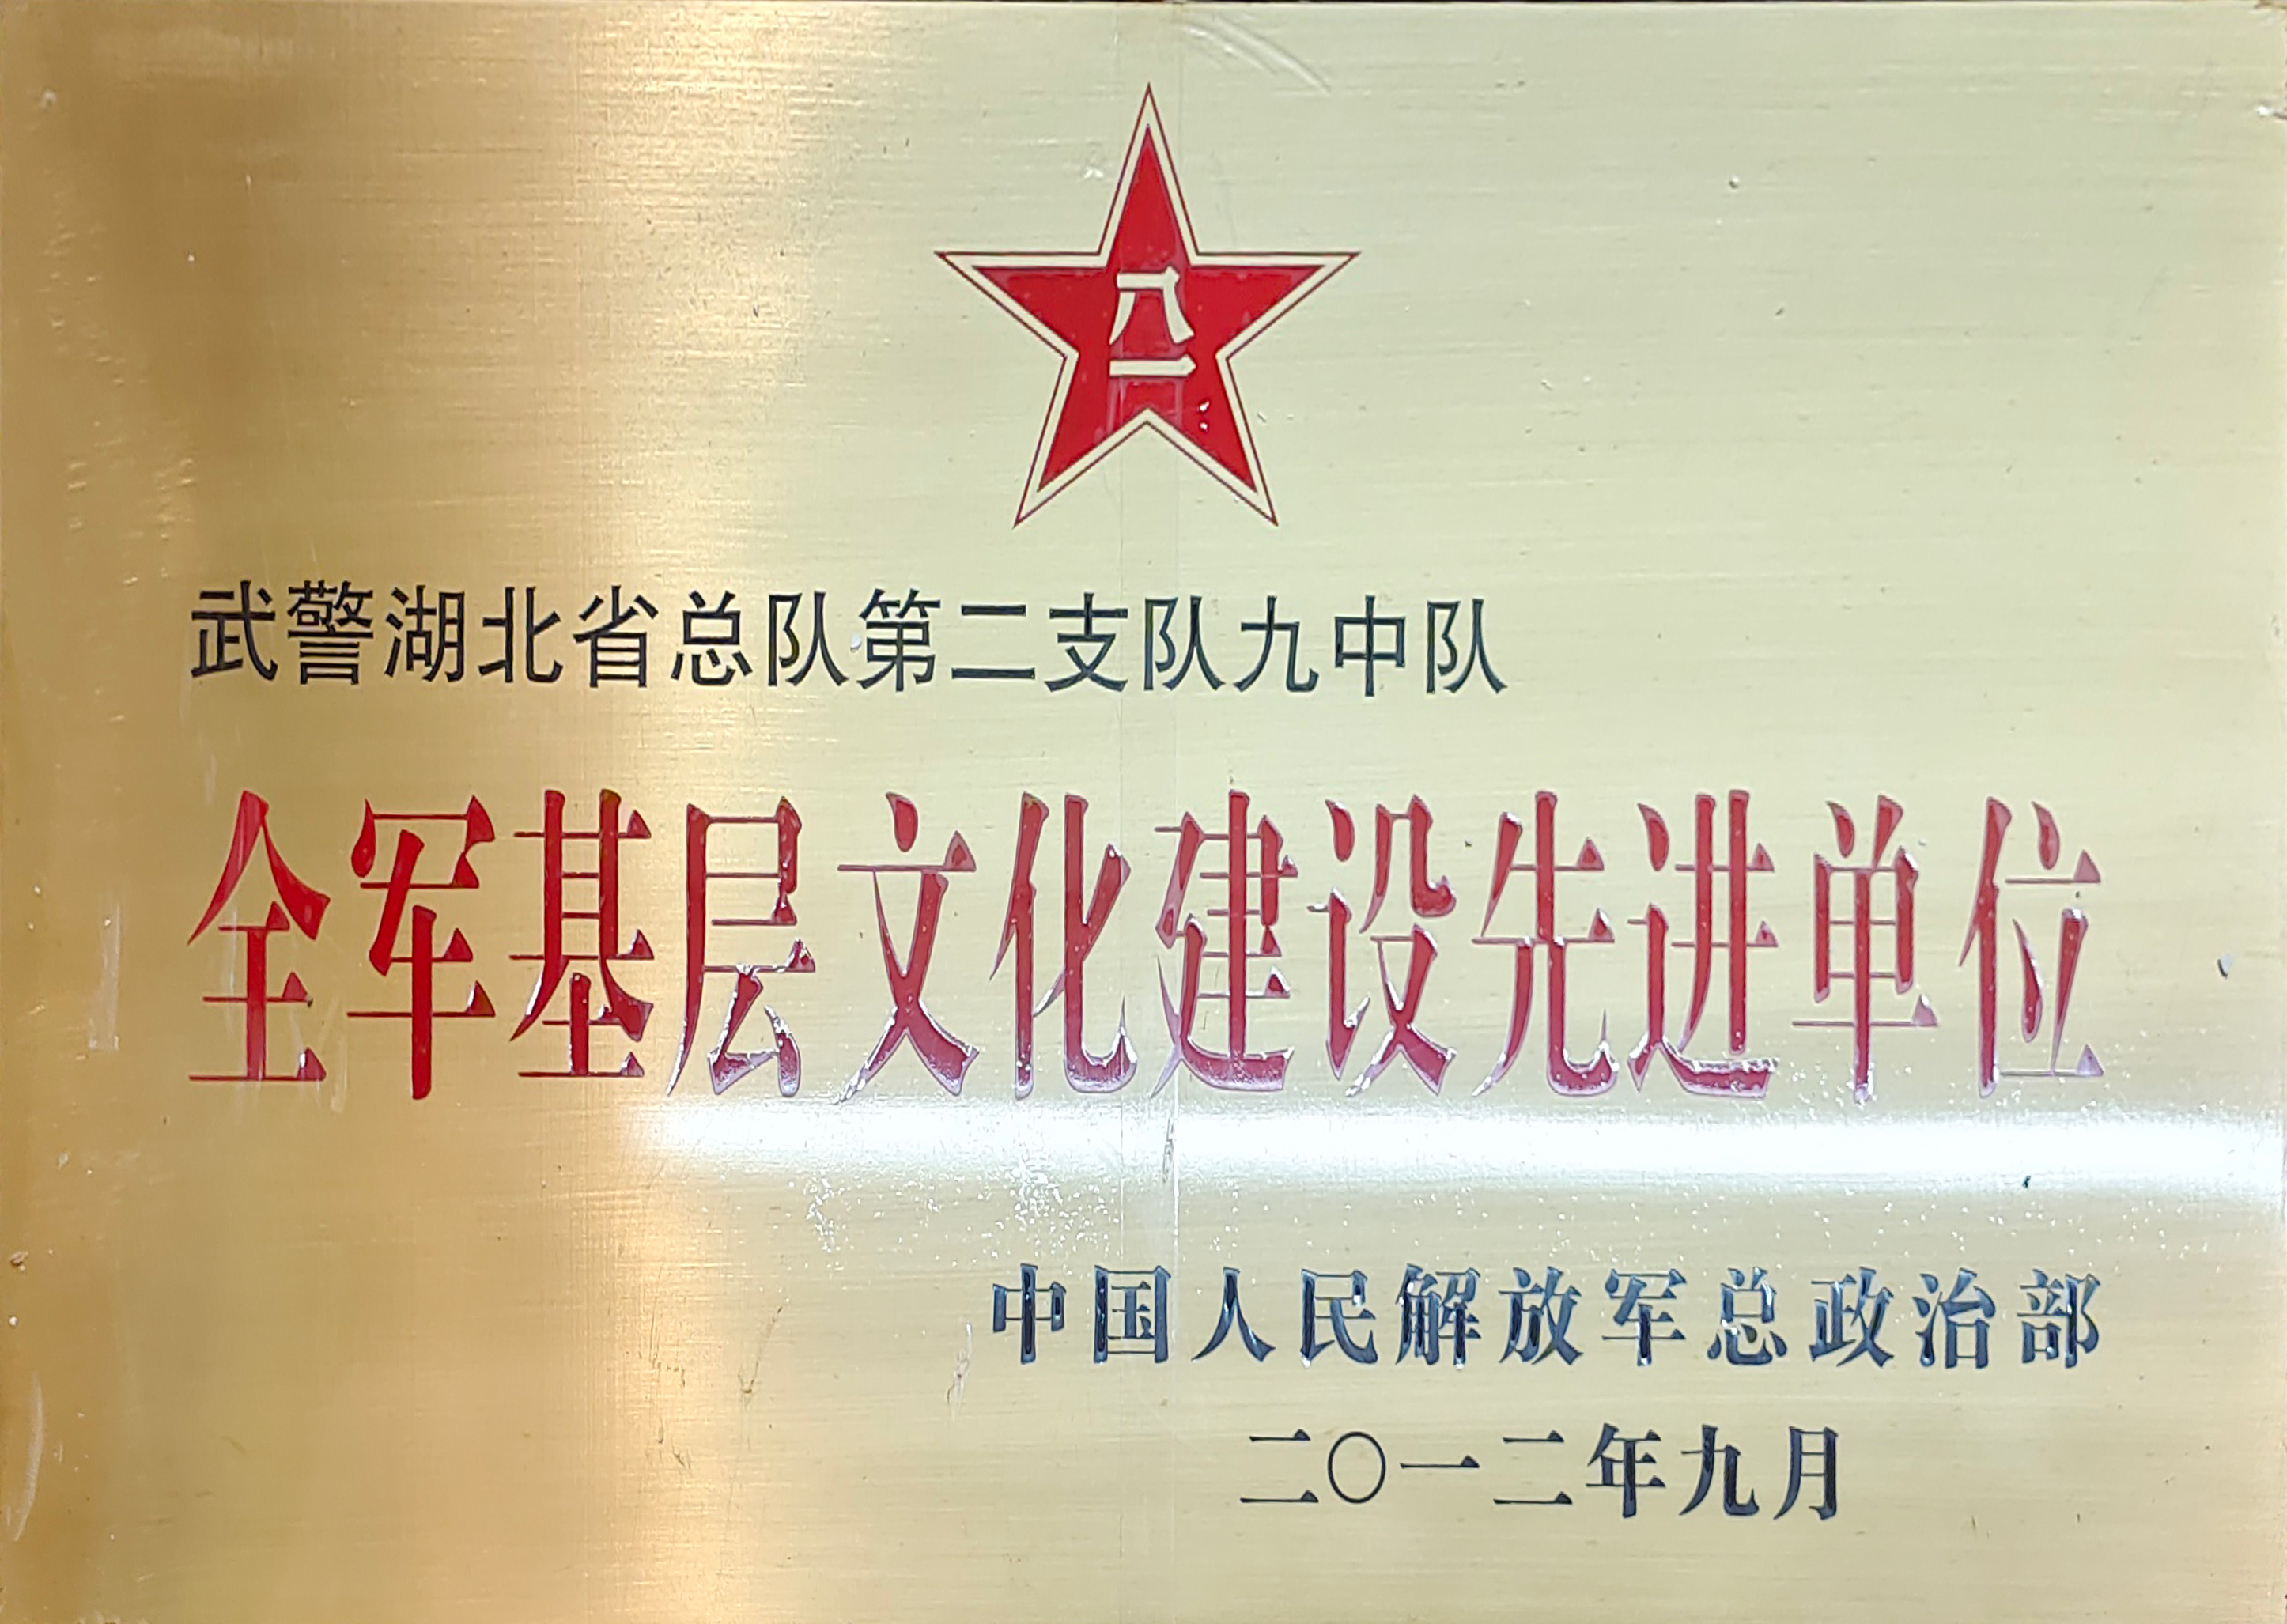 八一
武警湖北省总队第二支队九中队
全军基层文化建设先进单位
中国人民解放军总政治部
二〇一二年九月